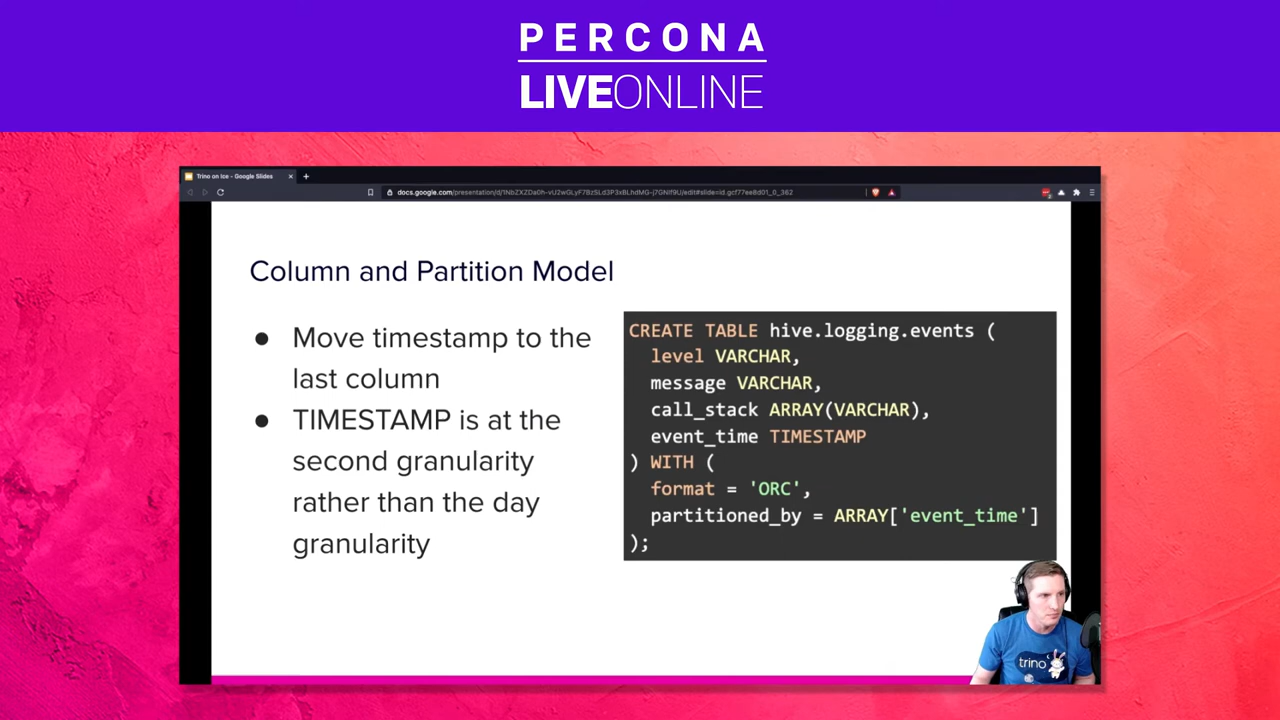 PERCONA
LIVEONLINE
Trino on Ice - Google Slides
Column and Partition Model
● Move timestamp to the
last column
● TIMESTAMP is at the
second granularity
rather than the day
granularity
CREATE TABLE hive.logging.events (
level VARCHAR,
message VARCHAR,
call_stack ARRAY(VARCHAR),
event_time TIMESTAMP
) WITH (
format = 'ORC',
partitioned_by = ARRAY['event_time']
);
trino